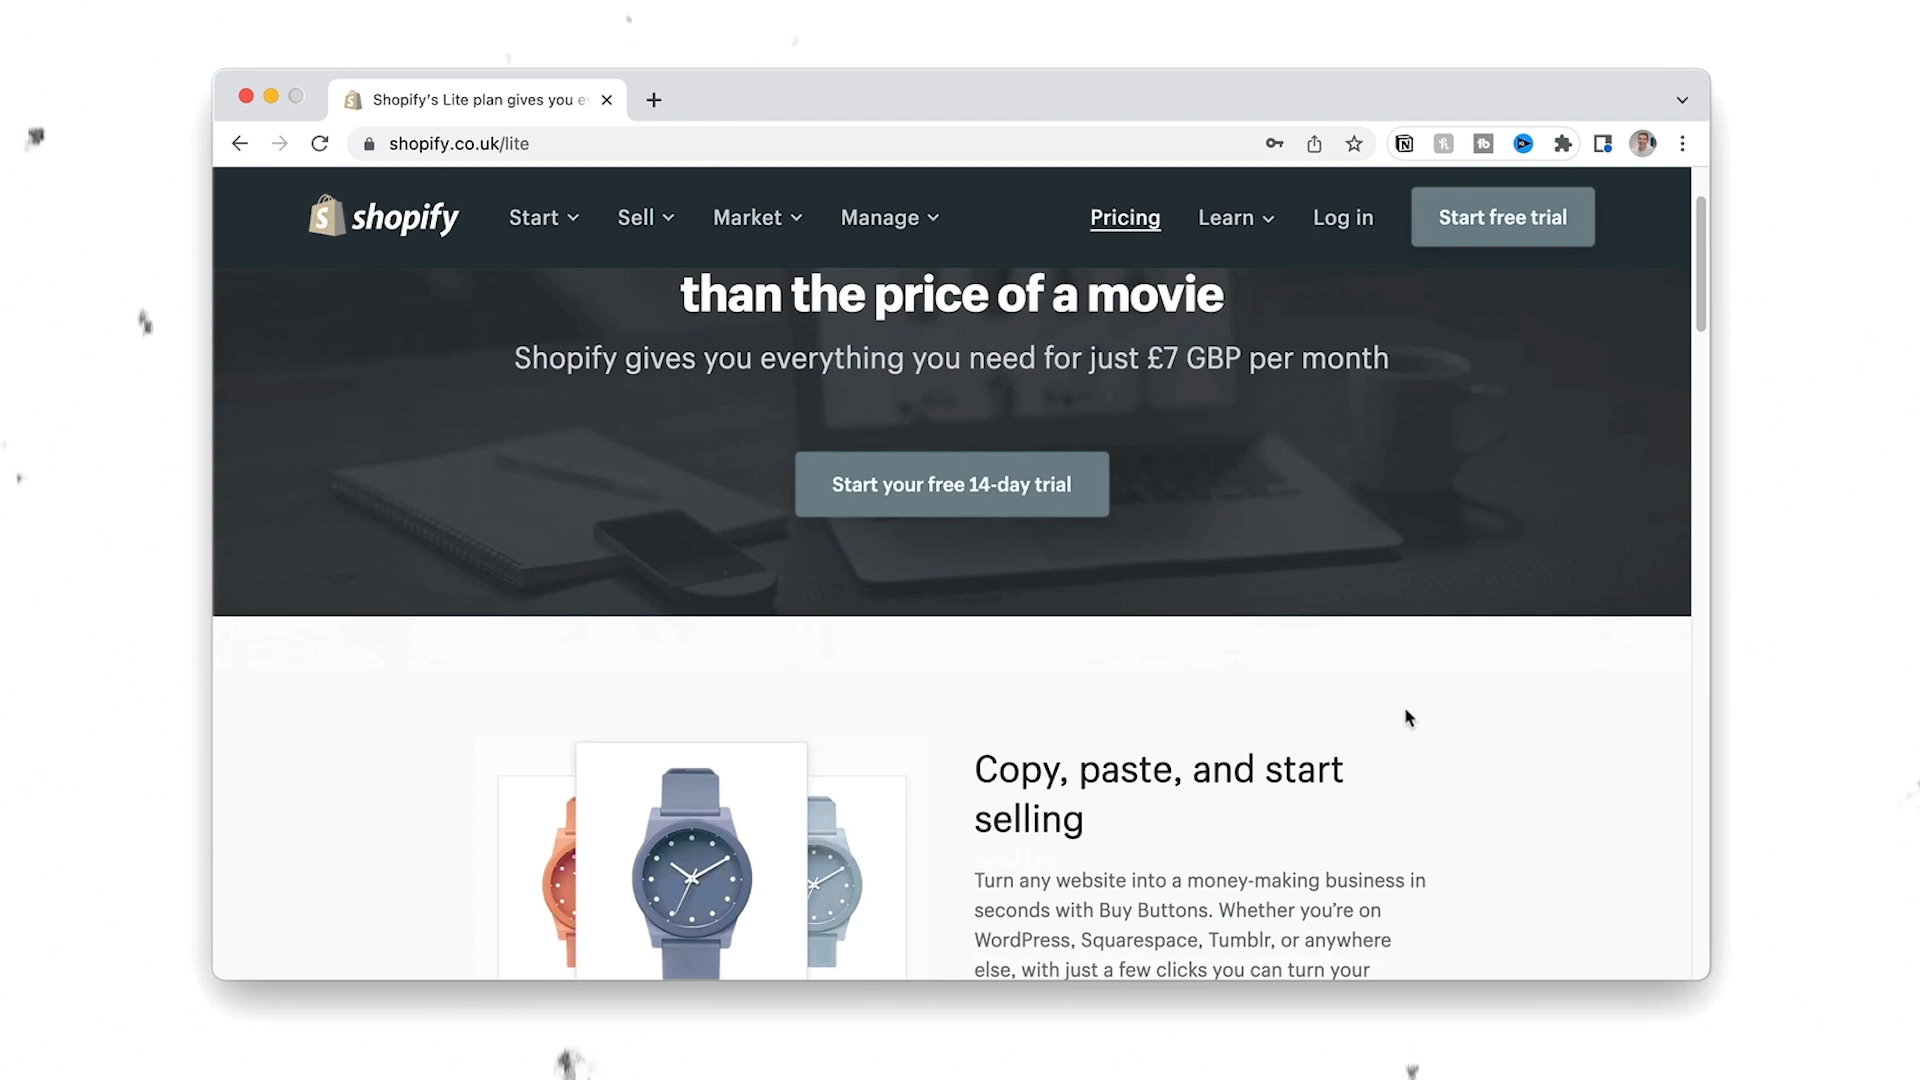 Shopify's Lite plan gives you
shopify.co.uk/lite
shopify
Start
Sell
Market
Manage
Pricing
Learn
Log in
Start free trial
than the price of a movie
Shopify gives you everything you need for just £7 GBP per month
Start your free 14-day trial
Copy, paste, and start
selling
Turn any website into a money-making business in
seconds with Buy Buttons. Whether you’re on
WordPress, Squarespace, Tumblr, or anywhere
else, with just a few clicks you can turn your